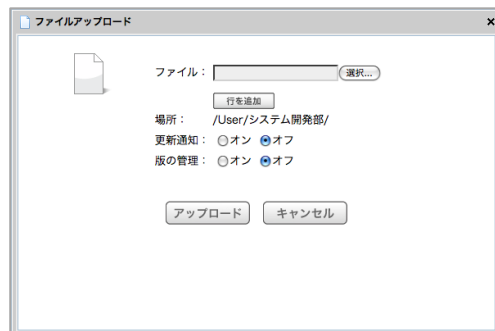 ファイルアップロード ×
ファイル： 選択...
行を追加
場所： /User/システム開発部/
更新通知： オン オフ
版の管理： オン オフ
アップロード キャンセル